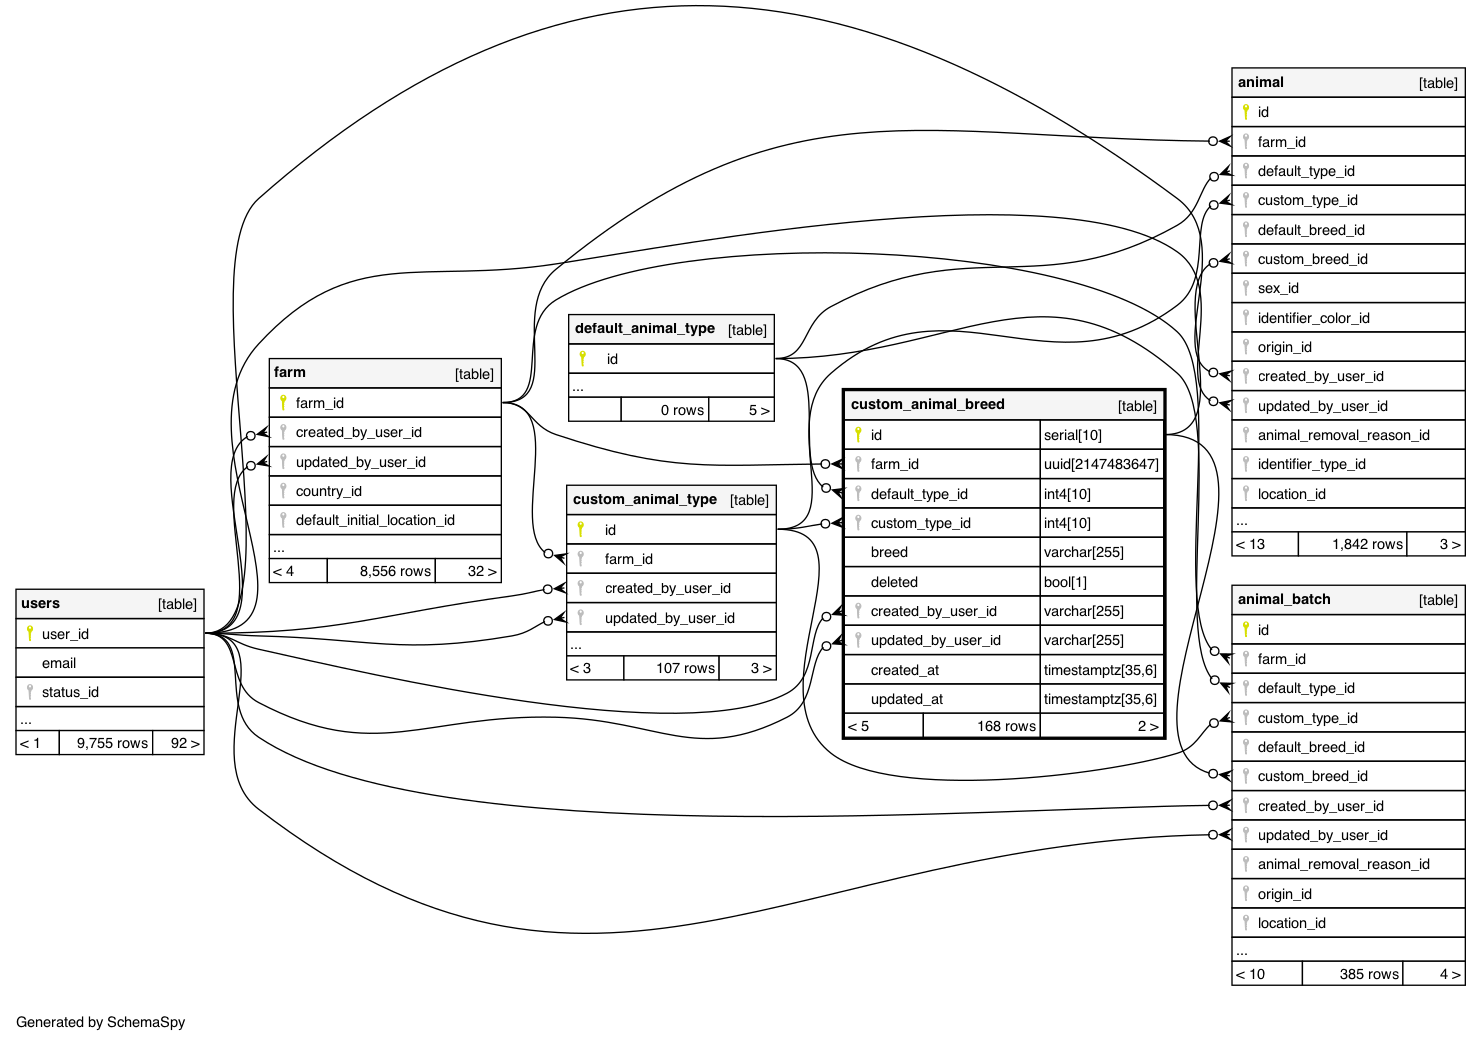 animal [table]
id
farm_id
default_type_id
custom_type_id
default_breed_id
custom_breed_id
sex_id
identifier_color_id
origin_id
created_by_user_id
updated_by_user_id
animal_removal_reason_id
identifier_type_id
location_id
...
< 13 1,842 rows 3 >
default_animal_type [table]
id
...
0 rows 5 >
farm [table]
farm_id
created_by_user_id
updated_by_user_id
country_id
default_initial_location_id
...
< 4 8,556 rows 32 >
custom_animal_breed [table]
id serial[10]
farm_id uuid[2147483647]
default_type_id int4[10]
custom_type_id int4[10]
breed varchar[255]
deleted bool[1]
created_by_user_id varchar[255]
updated_by_user_id varchar[255]
created_at timestamptz[35,6]
updated_at timestamptz[35,6]
< 5 168 rows 2 >
custom_animal_type [table]
id
farm_id
created_by_user_id
updated_by_user_id
...
< 3 107 rows 3 >
users [table]
user_id
email
status_id
...
< 1 9,755 rows 92 >
animal_batch [table]
id
farm_id
default_type_id
custom_type_id
default_breed_id
custom_breed_id
created_by_user_id
updated_by_user_id
animal_removal_reason_id
origin_id
location_id
...
< 10 385 rows 4 >
Generated by SchemaSpy